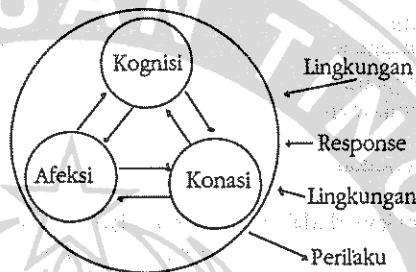 Kognisi
Lingkungan
Response
Afeksi
Konasi
Lingkungan
Perilaku